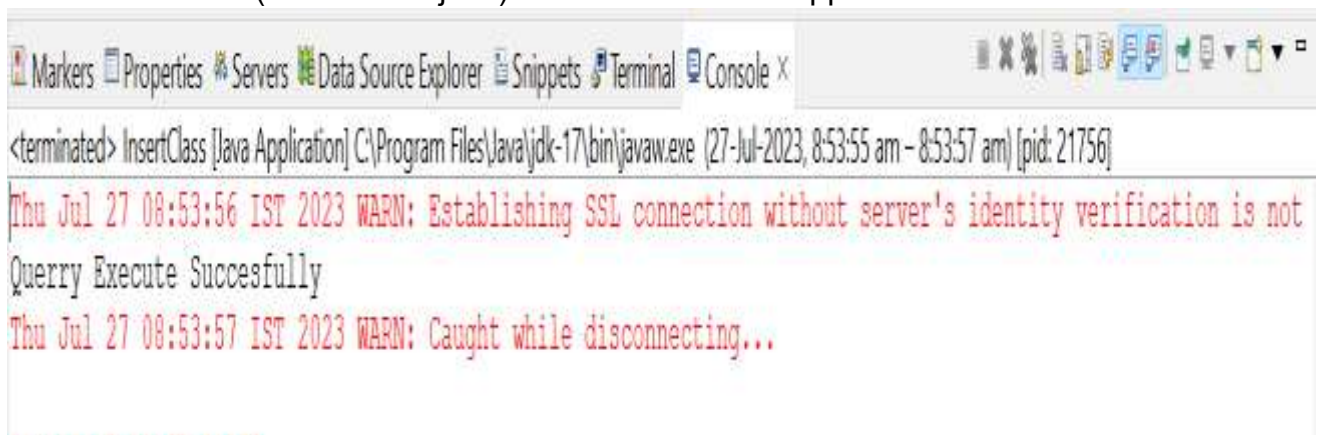 Markers Properties Servers Data Source Explorer Snippets Terminal Console ×
<terminated> InsertClass [Java Application] C:\Program Files\Java\jdk-17\bin\javaw.exe (27-Jul-2023, 8:53:55 am – 8:53:57 am) [pid: 21756]
Thu Jul 27 08:53:56 IST 2023 WARN: Establishing SSL connection without server's identity verification is not
Querry Execute Succesfully
Thu Jul 27 08:53:57 IST 2023 WARN: Caught while disconnecting...